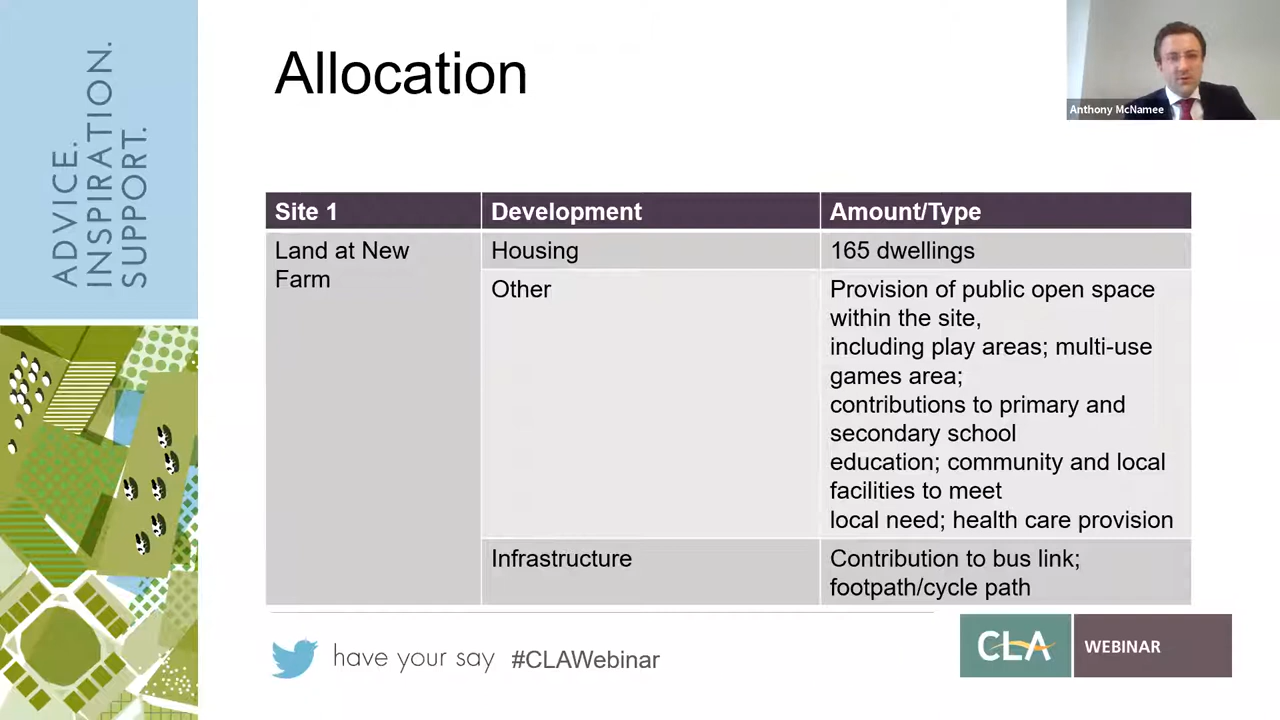 ADVICE.
INSPIRATION.
SUPPORT.
Allocation
Anthony McNamee
Site 1 Development Amount/Type
Land at New
Farm
Housing 165 dwellings
Other
Provision of public open space
within the site,
including play areas; multi-use
games area;
contributions to primary and
secondary school
education; community and local
facilities to meet
local need; health care provision
Infrastructure
Contribution to bus link;
footpath/cycle path
have your say #CLAWebinar
CLA WEBINAR